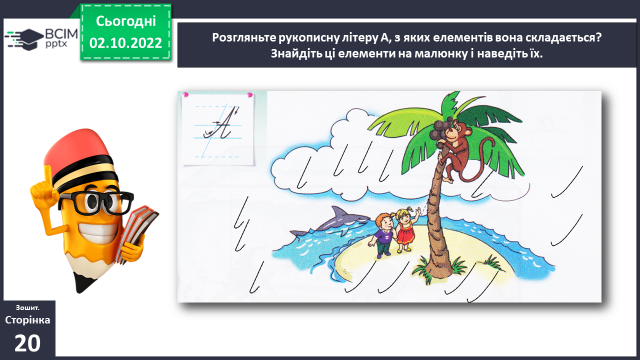 Сьогодні
02.10.2022
ВСІМ
pptx
Розгляньте рукописну літеру А, з яких елементів вона складається?
Знайдіть ці елементи на малюнку і наведіть їх.
А
Зошит.
Сторінка
20